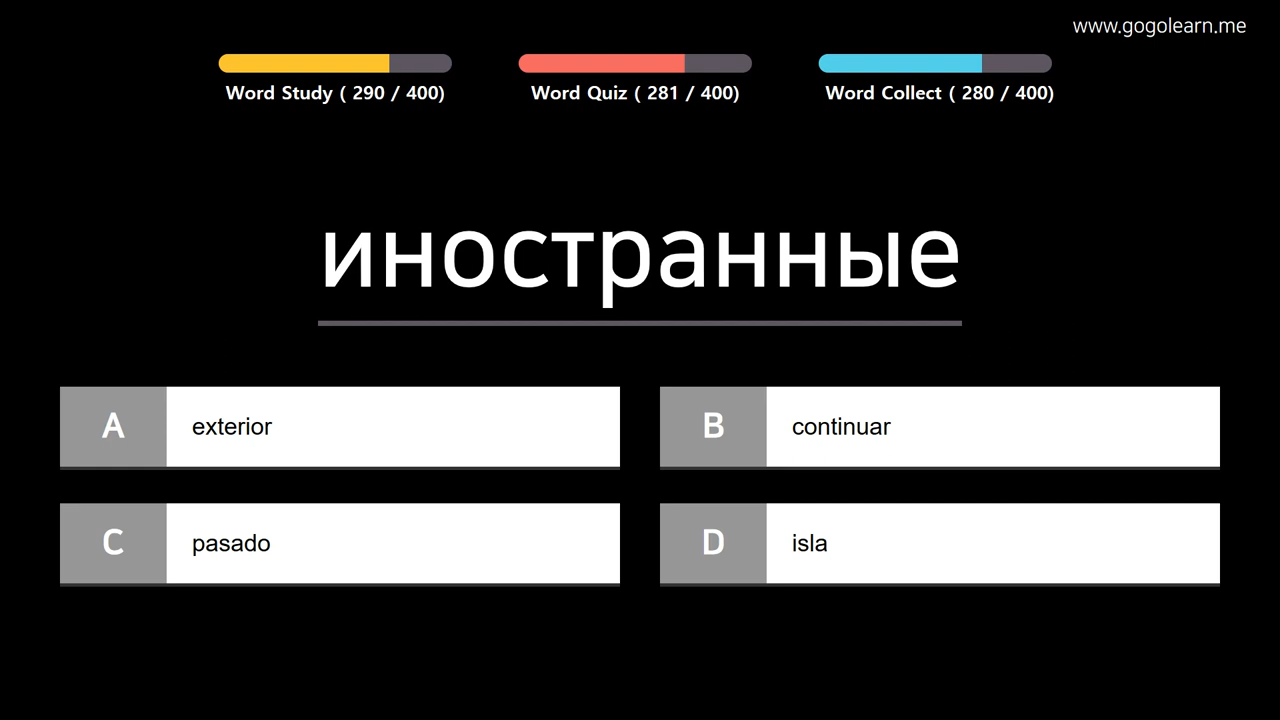 www.gogolearn.me
Word Study ( 290 / 400)
Word Quiz ( 281 / 400)
Word Collect ( 280 / 400)
иностранные
A exterior
B continuar
C pasado
D isla